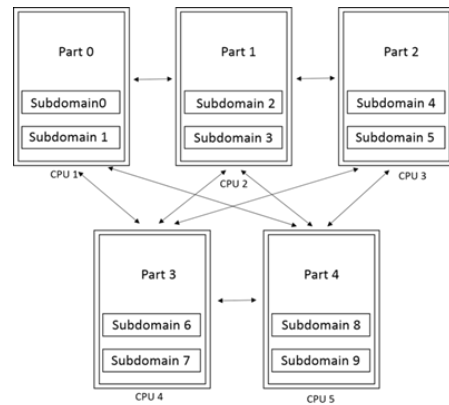 Part 0
Subdomain0
Subdomain 1
CPU 1
Part 1
Subdomain 2
Subdomain 3
CPU 2
Part 2
Subdomain 4
Subdomain 5
CPU 3
Part 3
Subdomain 6
Subdomain 7
CPU 4
Part 4
Subdomain 8
Subdomain 9
CPU 5